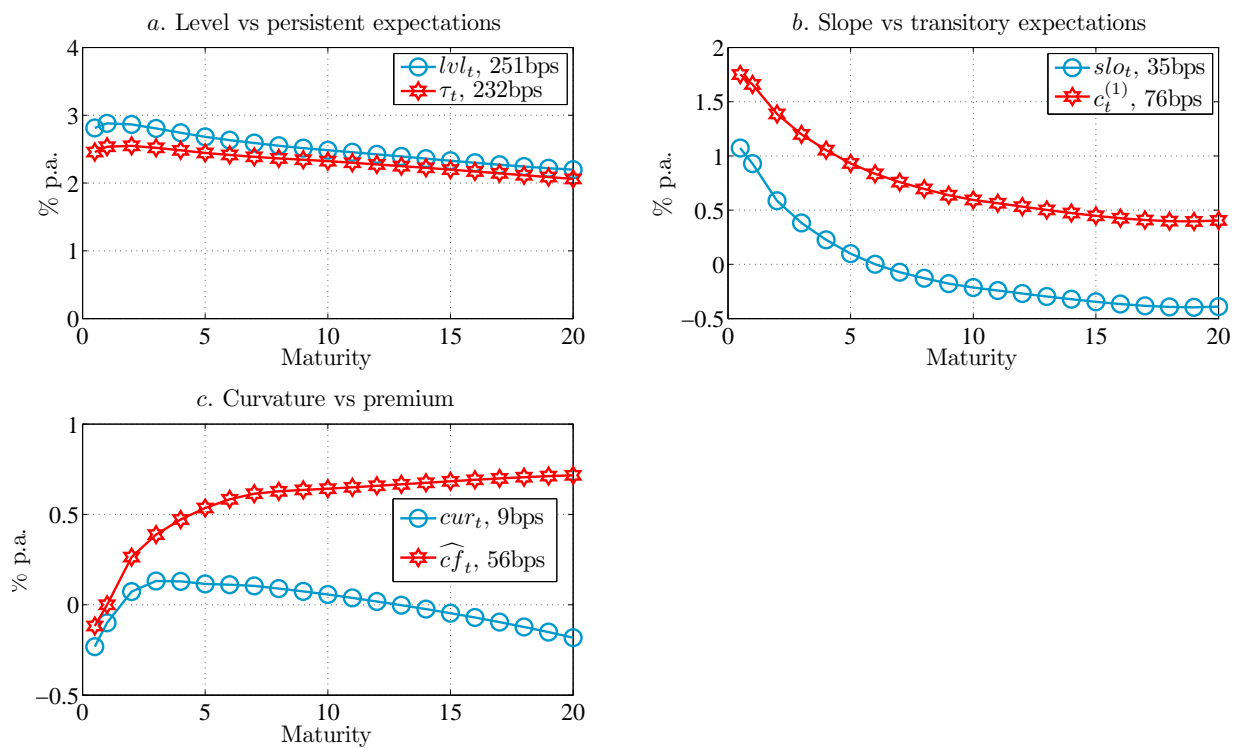 a. Level vs persistent expectations
4
3
2
1
0
% p.a.
lvl_t, 251bps
τ_t, 232bps
0 5 10 15 20
Maturity
b. Slope vs transitory expectations
2
1.5
1
0.5
0
−0.5
% p.a.
slo_t, 35bps
c_t^(1), 76bps
0 5 10 15 20
Maturity
c. Curvature vs premium
1
0.5
0
−0.5
% p.a.
cur_t, 9bps
\widehat{cf}_t, 56bps
0 5 10 15 20
Maturity